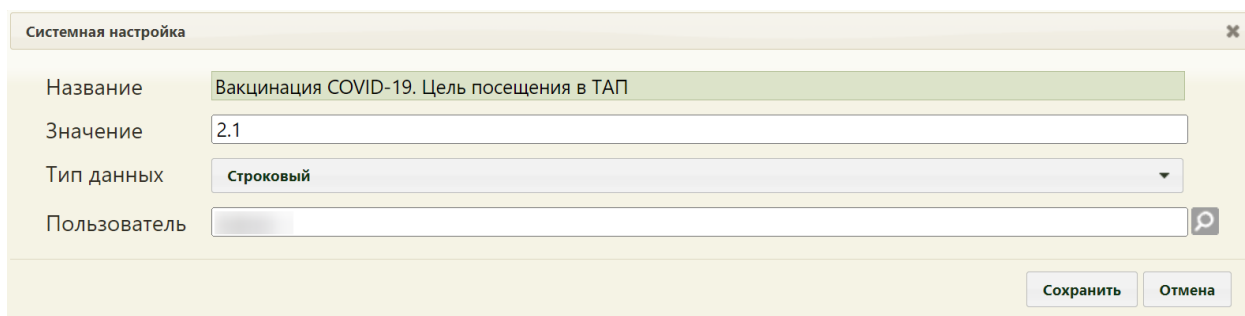 Системная настройка
Название Вакцинация COVID-19. Цель посещения в ТАП
Значение 2.1
Тип данных Строковый
Пользователь
Сохранить Отмена